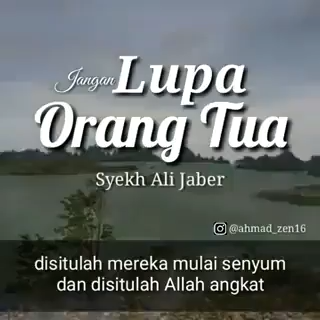 Jangan Lupa
Orang Tua
Syekh Ali Jaber
@ahmad_zen16
disitulah mereka mulai senyum
dan disitulah Allah angkat